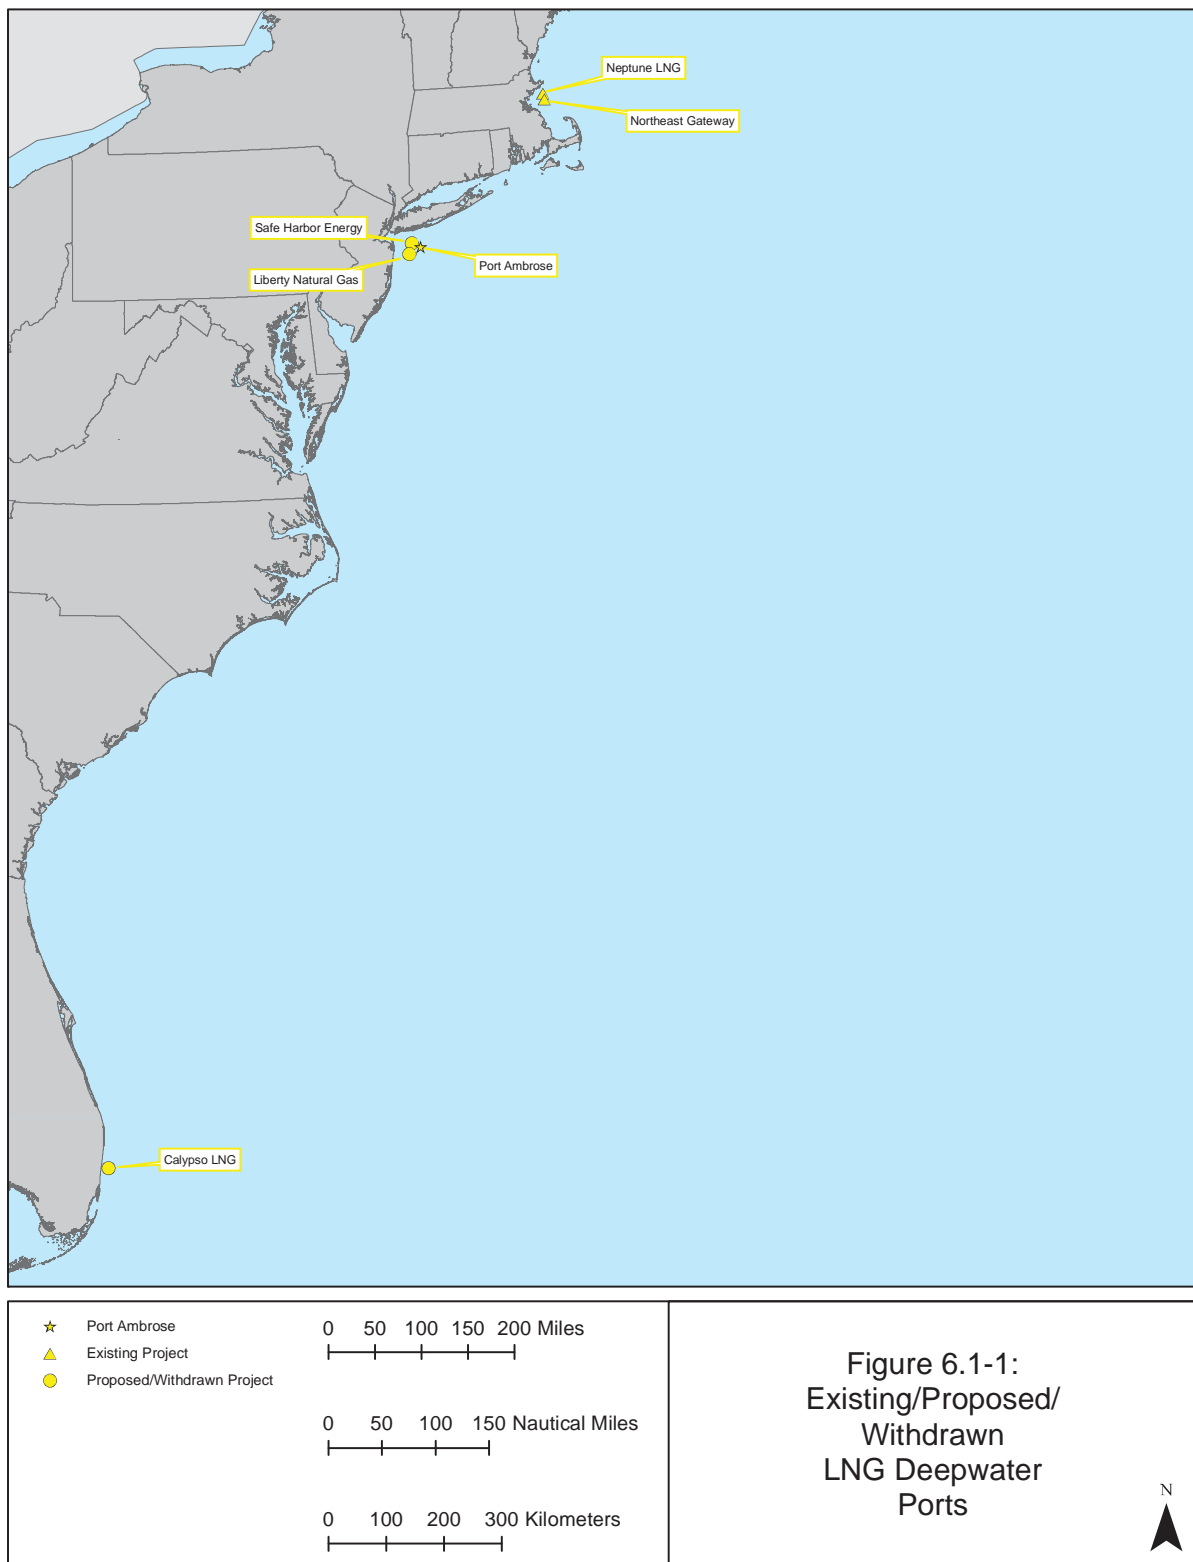 Neptune LNG
Northeast Gateway
Safe Harbor Energy
Port Ambrose
Liberty Natural Gas
Calypso LNG
Port Ambrose
Existing Project
Proposed/Withdrawn Project
0 50 100 150 200 Miles
0 50 100 150 Nautical Miles
0 100 200 300 Kilometers
Figure 6.1-1:
Existing/Proposed/
Withdrawn
LNG Deepwater
Ports
N